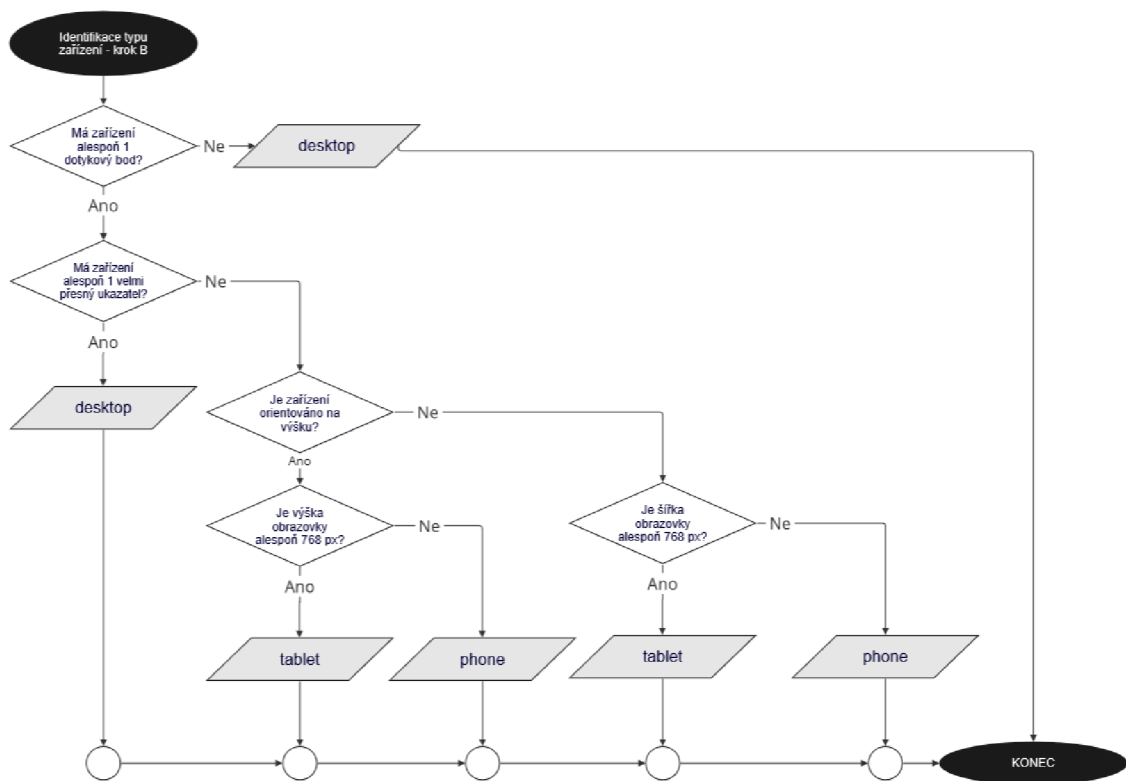 Identifikace typu
zařízení - krok B
Má zařízení
alespoň 1
dotykový bod?
Ne
desktop
Ano
Má zařízení
alespoň 1 velmi
přesný ukazatel?
Ne
Ano
desktop
Je zařízení
orientováno na
výšku?
Ne
Ano
Je výška
obrazovky
alespoň 768 px?
Ne
Je šířka
obrazovky
alespoň 768 px?
Ne
Ano
Ano
tablet
phone
tablet
phone
KONEC